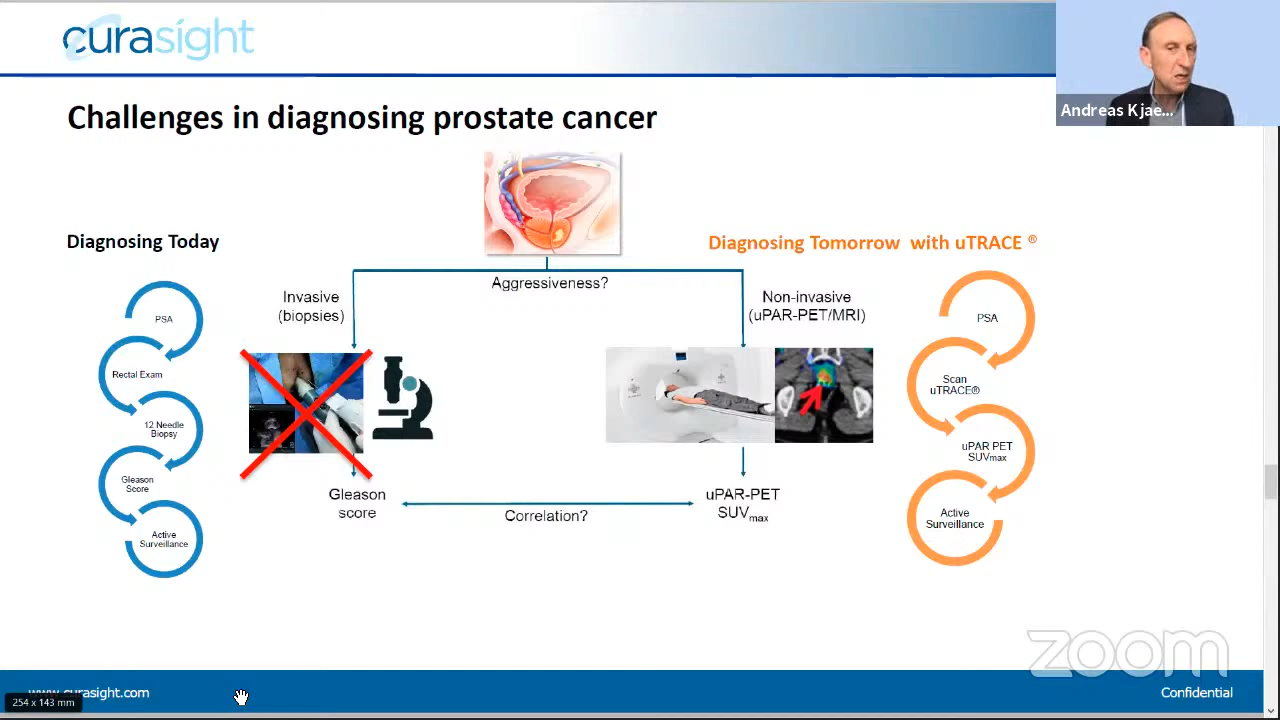 curasight
Andreas Kjae...
Challenges in diagnosing prostate cancer
Diagnosing Today
Diagnosing Tomorrow with uTRACE ®
Aggressiveness?
Invasive
(biopsies)
Non-invasive
(uPAR-PET/MRI)
PSA
Rectal Exam
12 Needle
Biopsy
Gleason
Score
Active
Surveillance
Gleason
score
Correlation?
uPAR-PET
SUVmax
PSA
Scan
uTRACE®
uPAR PET
SUVmax
Active
Surveillance
zoom
www.curasight.com
254 x 143 mm
Confidential